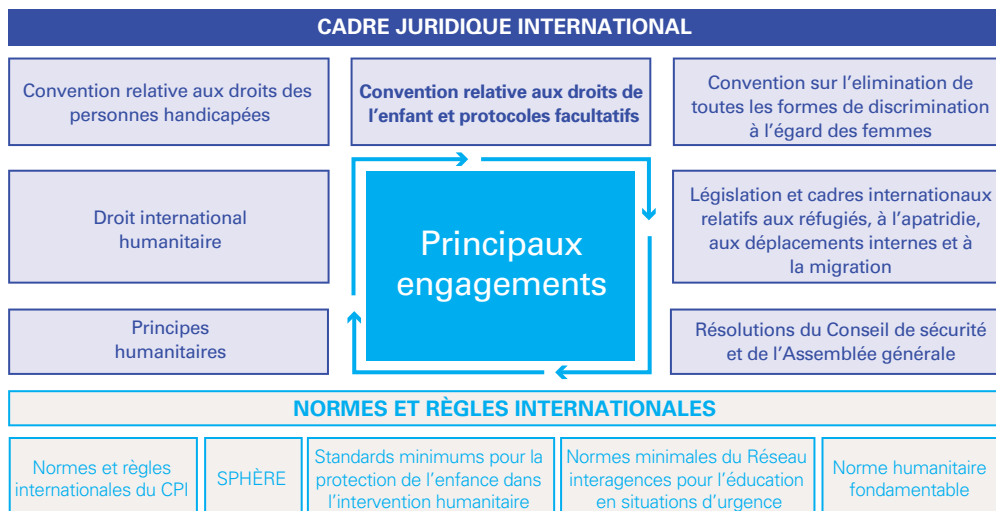 CADRE JURIDIQUE INTERNATIONAL
Convention relative aux droits des
personnes handicapées
Convention relative aux droits de
l'enfant et protocoles facultatifs
Convention sur l'elimination de
toutes les formes de discrimination
à l'égard des femmes
Droit international
humanitaire
Principaux
engagements
Législation et cadres internationaux
relatifs aux réfugiés, à l'apatridie,
aux déplacements internes et à
la migration
Principes
humanitaires
Résolutions du Conseil de sécurité
et de l'Assemblée générale
NORMES ET RÈGLES INTERNATIONALES
Normes et règles
internationales du CPI
SPHÈRE
Standards minimums pour la
protection de l'enfance dans
l'intervention humanitaire
Normes minimales du Réseau
interagences pour l'éducation
en situations d'urgence
Norme humanitaire
fondamentable